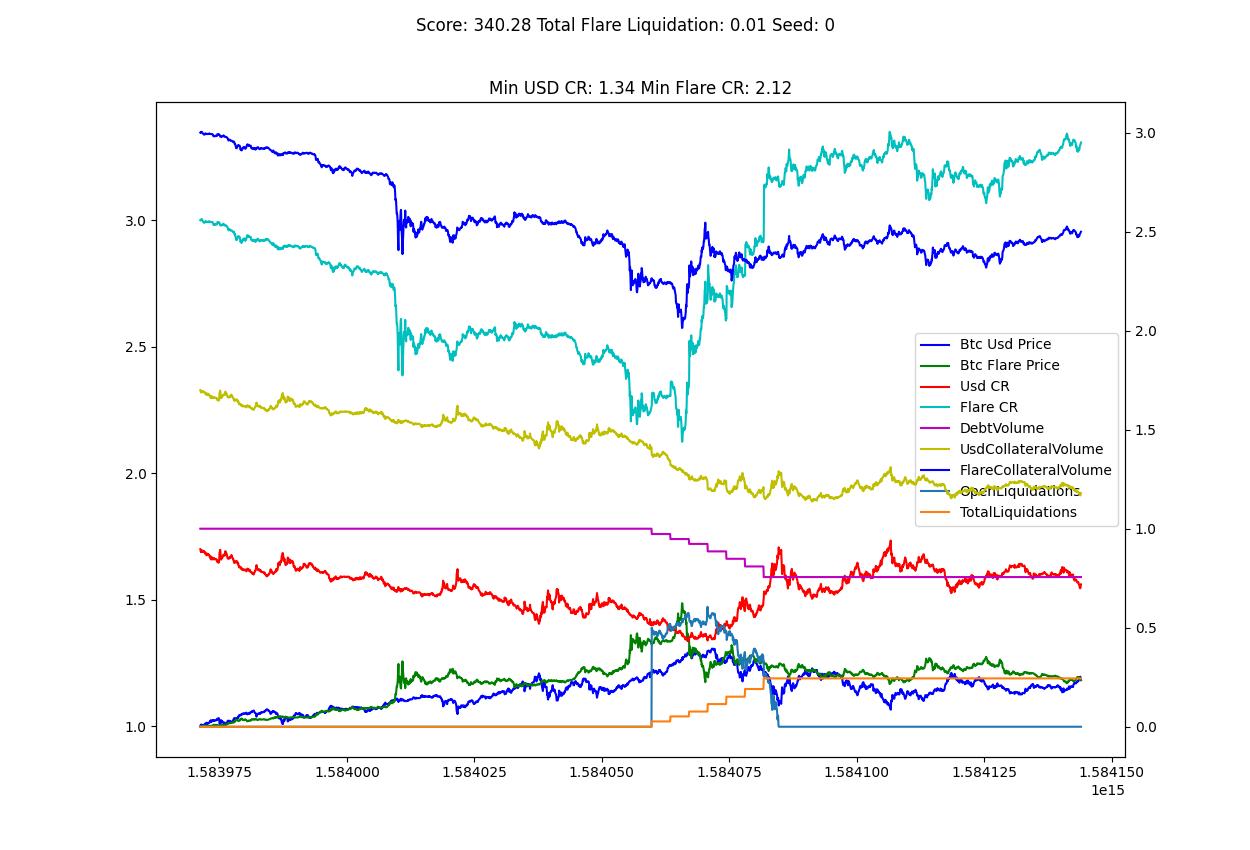 Score: 340.28 Total Flare Liquidation: 0.01 Seed: 0
Min USD CR: 1.34 Min Flare CR: 2.12
3.0
2.5
2.0
1.5
1.0
3.0
2.5
2.0
1.5
1.0
0.5
0.0
Btc Usd Price
Btc Flare Price
Usd CR
Flare CR
DebtVolume
UsdCollateralVolume
FlareCollateralVolume
OpenLiquidations
TotalLiquidations
1.583975 1.584000 1.584025 1.584050 1.584075 1.584100 1.584125 1.584150
1e15